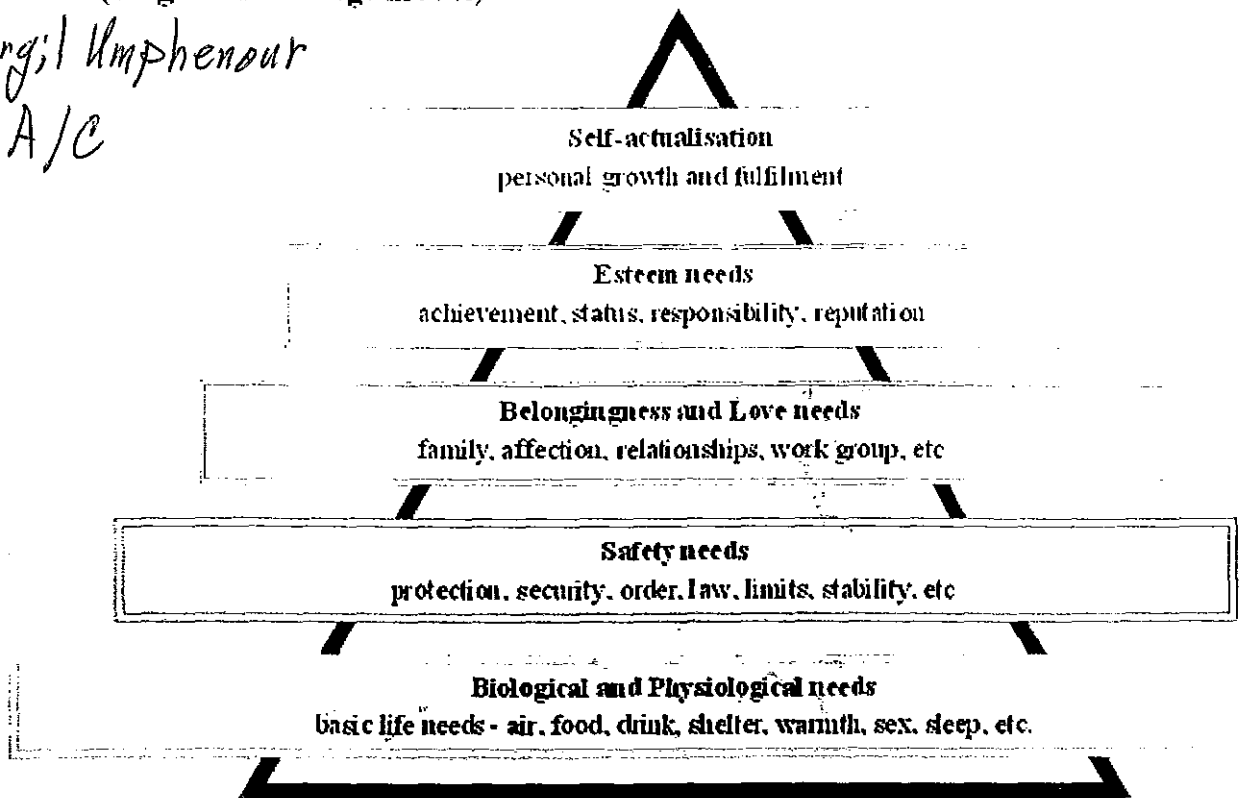 Umphenour
A/C
Self-actualisation
personal growth and fulfilment
Esteem needs
achievement, status, responsibility, reputation
Belongingness and Love needs
family, affection, relationships, work group, etc
Safety needs
protection, security, order, law, limits, stability, etc
Biological and Physiological needs
basic life needs - air, food, drink, shelter, warmth, sex, sleep, etc.